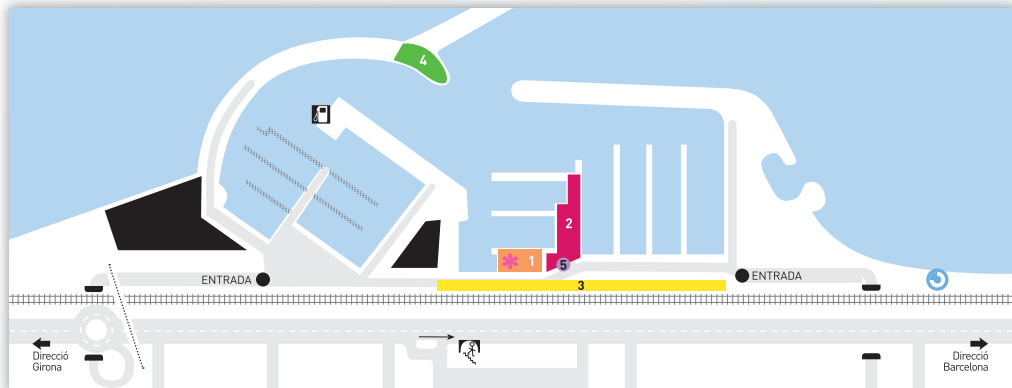 4
2
1
5
ENTRADA
ENTRADA
3
Direcció
Girona
Direcció
Barcelona